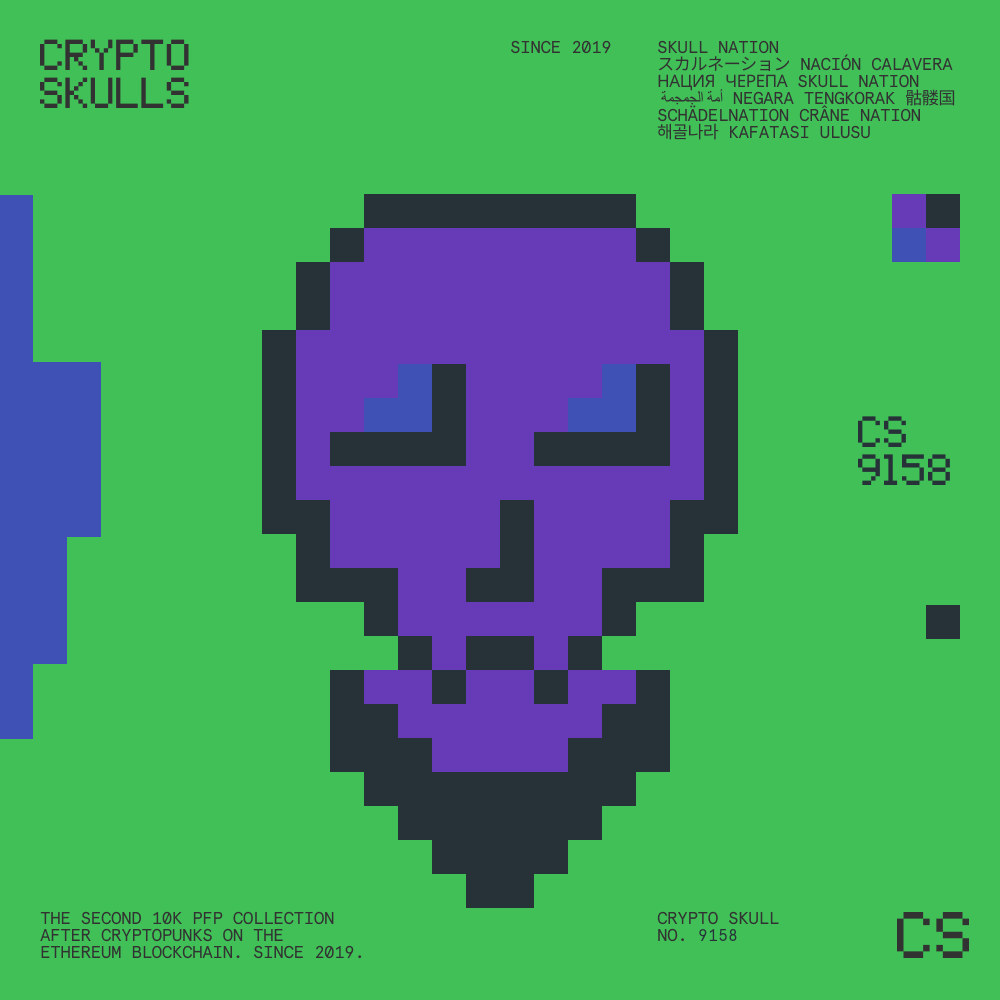 CRYPTO
SKULLS
SINCE 2019
SKULL NATION
スカルネーション NACIÓN CALAVERA
НАЦИЯ ЧЕРЕПА SKULL NATION
أمة الجمجمة NEGARA TENGKORAK 骷髅国
SCHÄDELNATION CRÂNE NATION
해골나라 KAFATASI ULUSU
CS
9158
THE SECOND 10K PFP COLLECTION
AFTER CRYPTOPUNKS ON THE
ETHEREUM BLOCKCHAIN. SINCE 2019.
CRYPTO SKULL
NO. 9158
CS